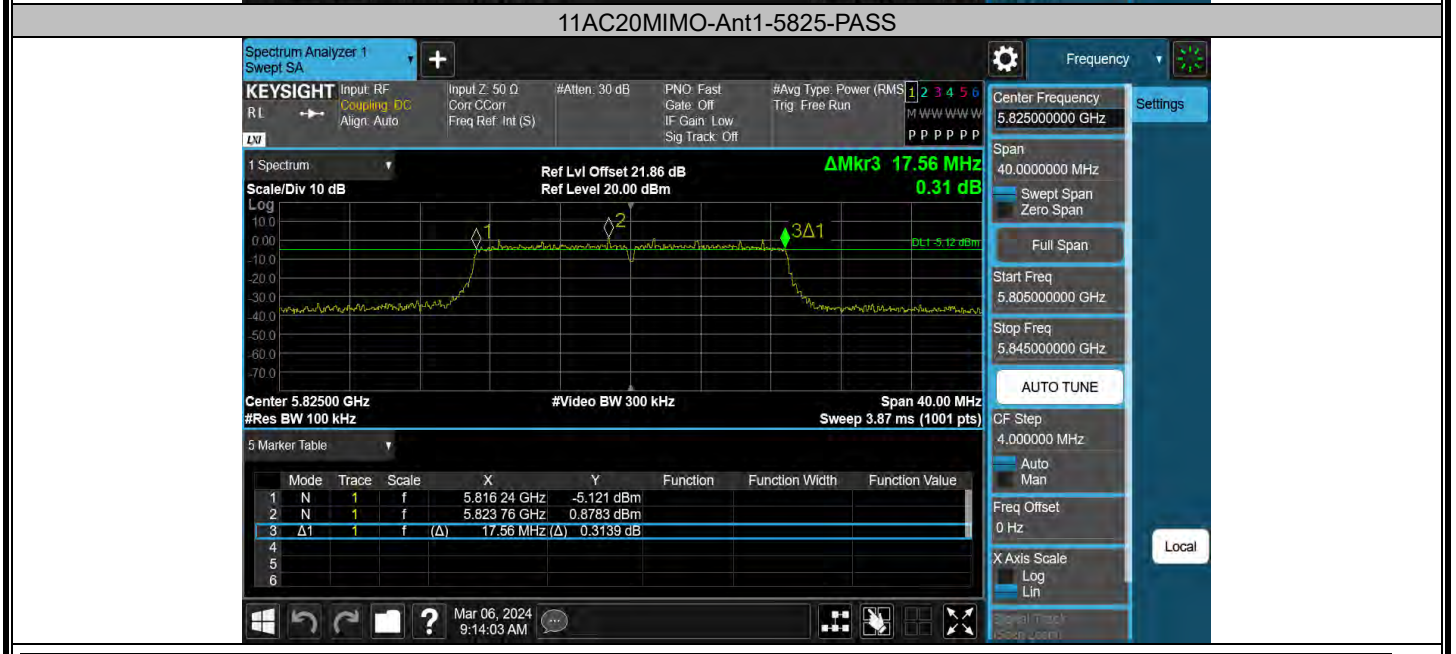 11AC20MIMO-Ant1-5825-PASS
Spectrum Analyzer 1
Swept SA
+
Frequency
KEYSIGHT
RL
LXI
Input: RF
Coupling: DC
Align: Auto
Input Z: 50 Ω
Corr CCorr
Freq Ref: Int (S)
#Atten: 30 dB
PNO: Fast
Gate: Off
IF Gain: Low
Sig Track: Off
#Avg Type: Power (RMS
Trig: Free Run
1 2 3 4 5 6
M W W W W W
P P P P P P
Center Frequency
5.825000000 GHz
Settings
1 Spectrum
Ref Lvl Offset 21.86 dB
ΔMkr3 17.56 MHz
Scale/Div 10 dB
Ref Level 20.00 dBm
0.31 dB
Log
10.0
0.00
-10.0
-20.0
-30.0
-40.0
-50.0
-60.0
-70.0
1
2
3Δ1
DL1 -5.12 dBm
Center 5.82500 GHz
#Video BW 300 kHz
Span 40.00 MHz
#Res BW 100 kHz
Sweep 3.87 ms (1001 pts)
Span
40.0000000 MHz
Swept Span
Zero Span
Full Span
Start Freq
5.805000000 GHz
Stop Freq
5.845000000 GHz
AUTO TUNE
CF Step
4.000000 MHz
Auto
Man
Freq Offset
0 Hz
X Axis Scale
Log
Lin
Signal Track
(Span Zoom)
Local
5 Marker Table
Mode Trace Scale X Y Function Function Width Function Value
1 N 1 f 5.816 24 GHz -5.121 dBm
2 N 1 f 5.823 76 GHz 0.8783 dBm
3 Δ1 1 f (Δ) 17.56 MHz (Δ) 0.3139 dB
4
5
6
?
Mar 06, 2024
9:14:03 AM